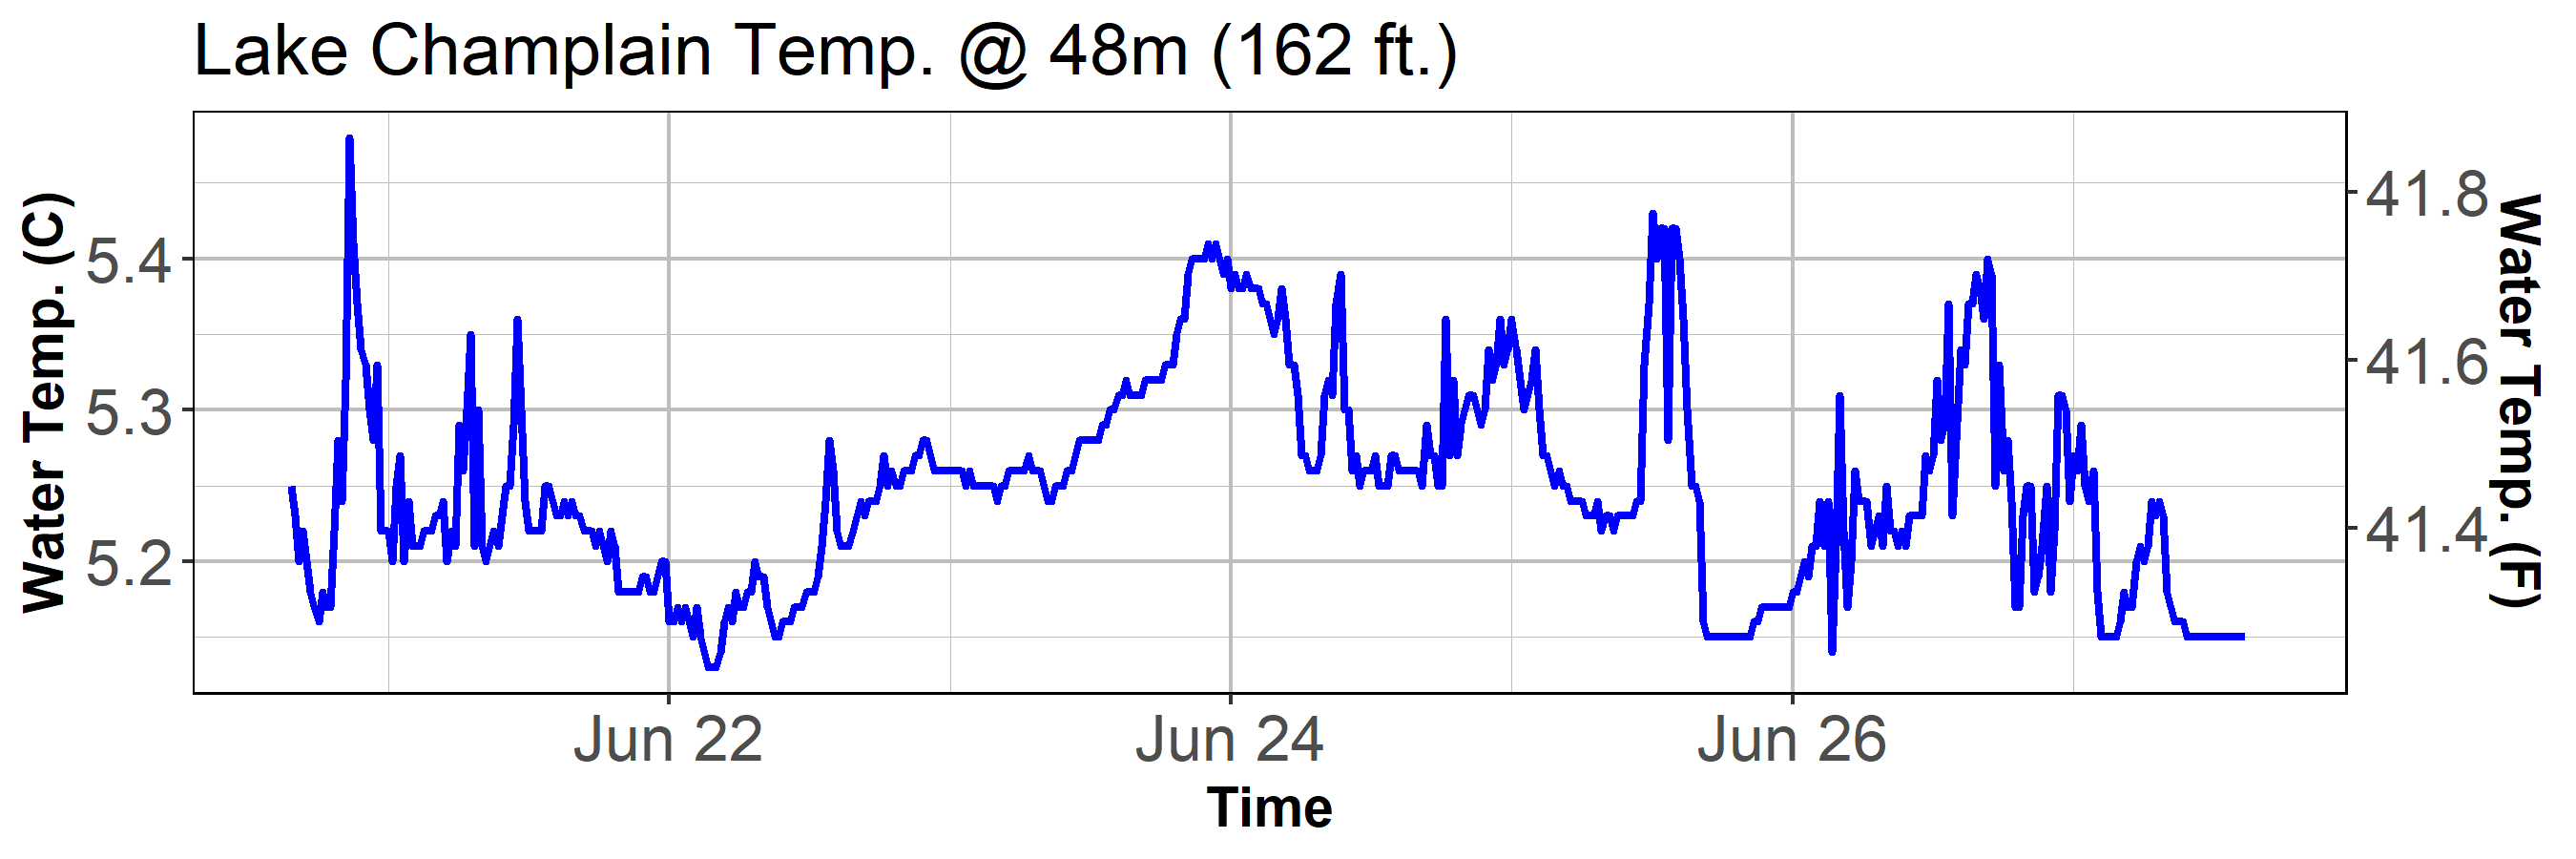 Lake Champlain Temp. @ 48m (162 ft.)
Water Temp. (C)
5.4
5.3
5.2
41.8
41.6
41.4
Water Temp. (F)
Jun 22 Jun 24 Jun 26
Time